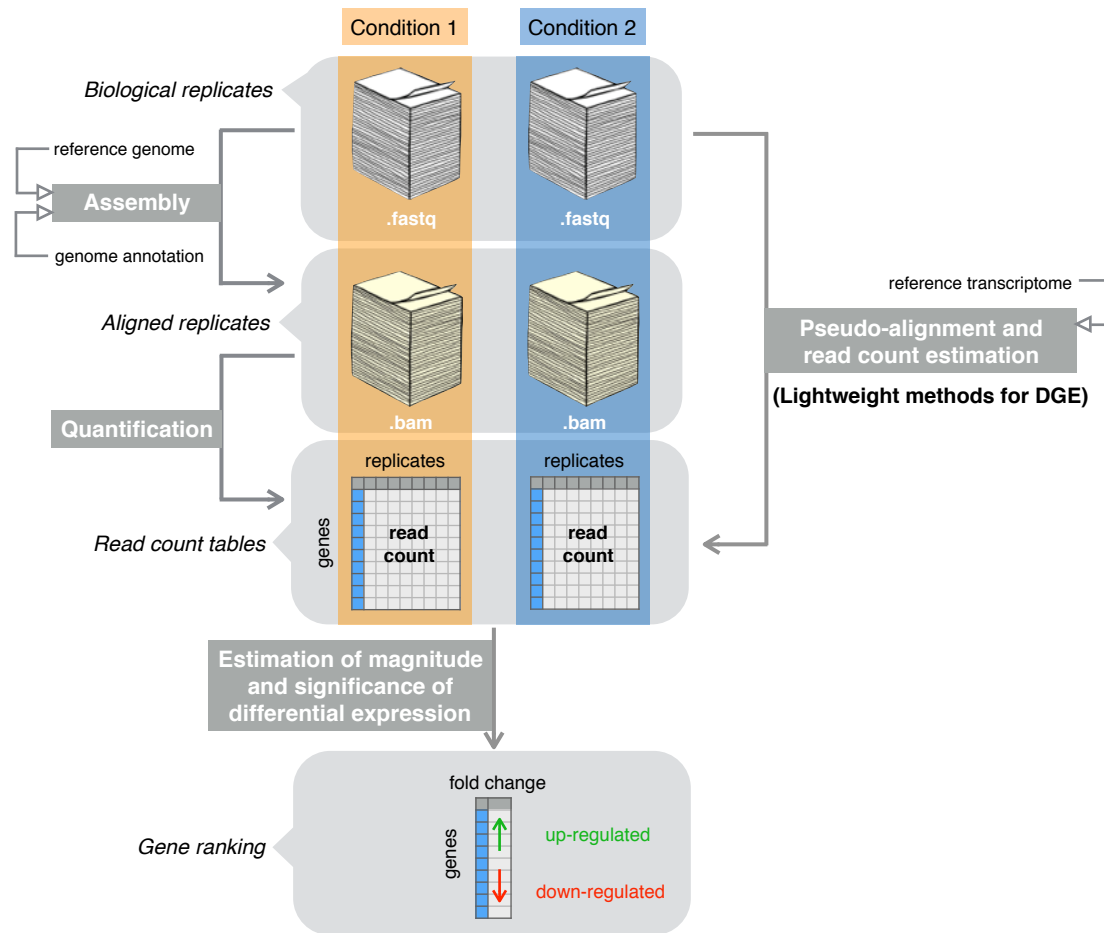 Condition 1
Condition 2
Biological replicates
reference genome
Assembly
genome annotation
.fastq
.fastq
Aligned replicates
reference transcriptome
Pseudo-alignment and
read count estimation
(Lightweight methods for DGE)
Quantification
.bam
.bam
replicates
replicates
genes
read
count
read
count
Read count tables
Estimation of magnitude
and significance of
differential expression
fold change
genes
up-regulated
down-regulated
Gene ranking